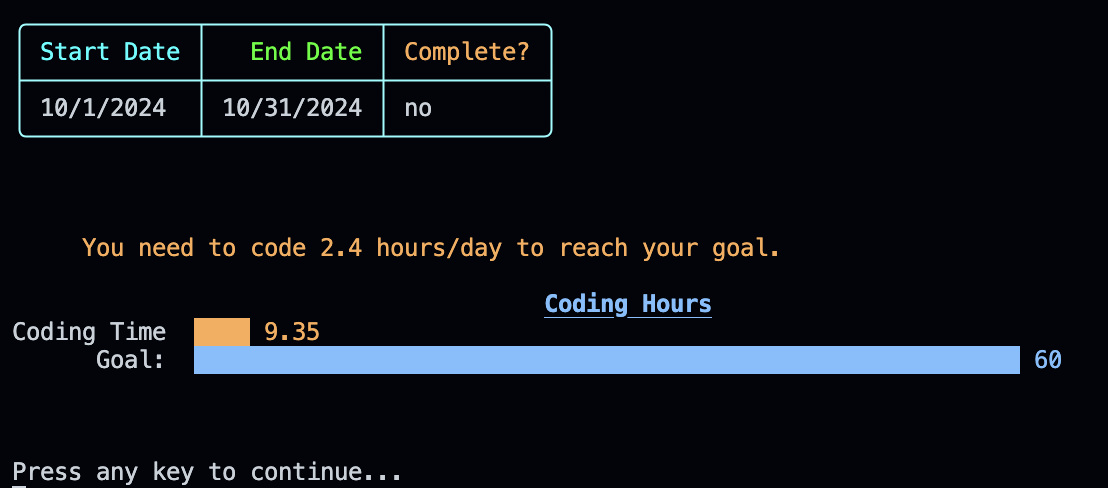 Start Date End Date Complete?
10/1/2024 10/31/2024 no
You need to code 2.4 hours/day to reach your goal.
Coding Hours
Coding Time 9.35
Goal: 60
Press any key to continue...